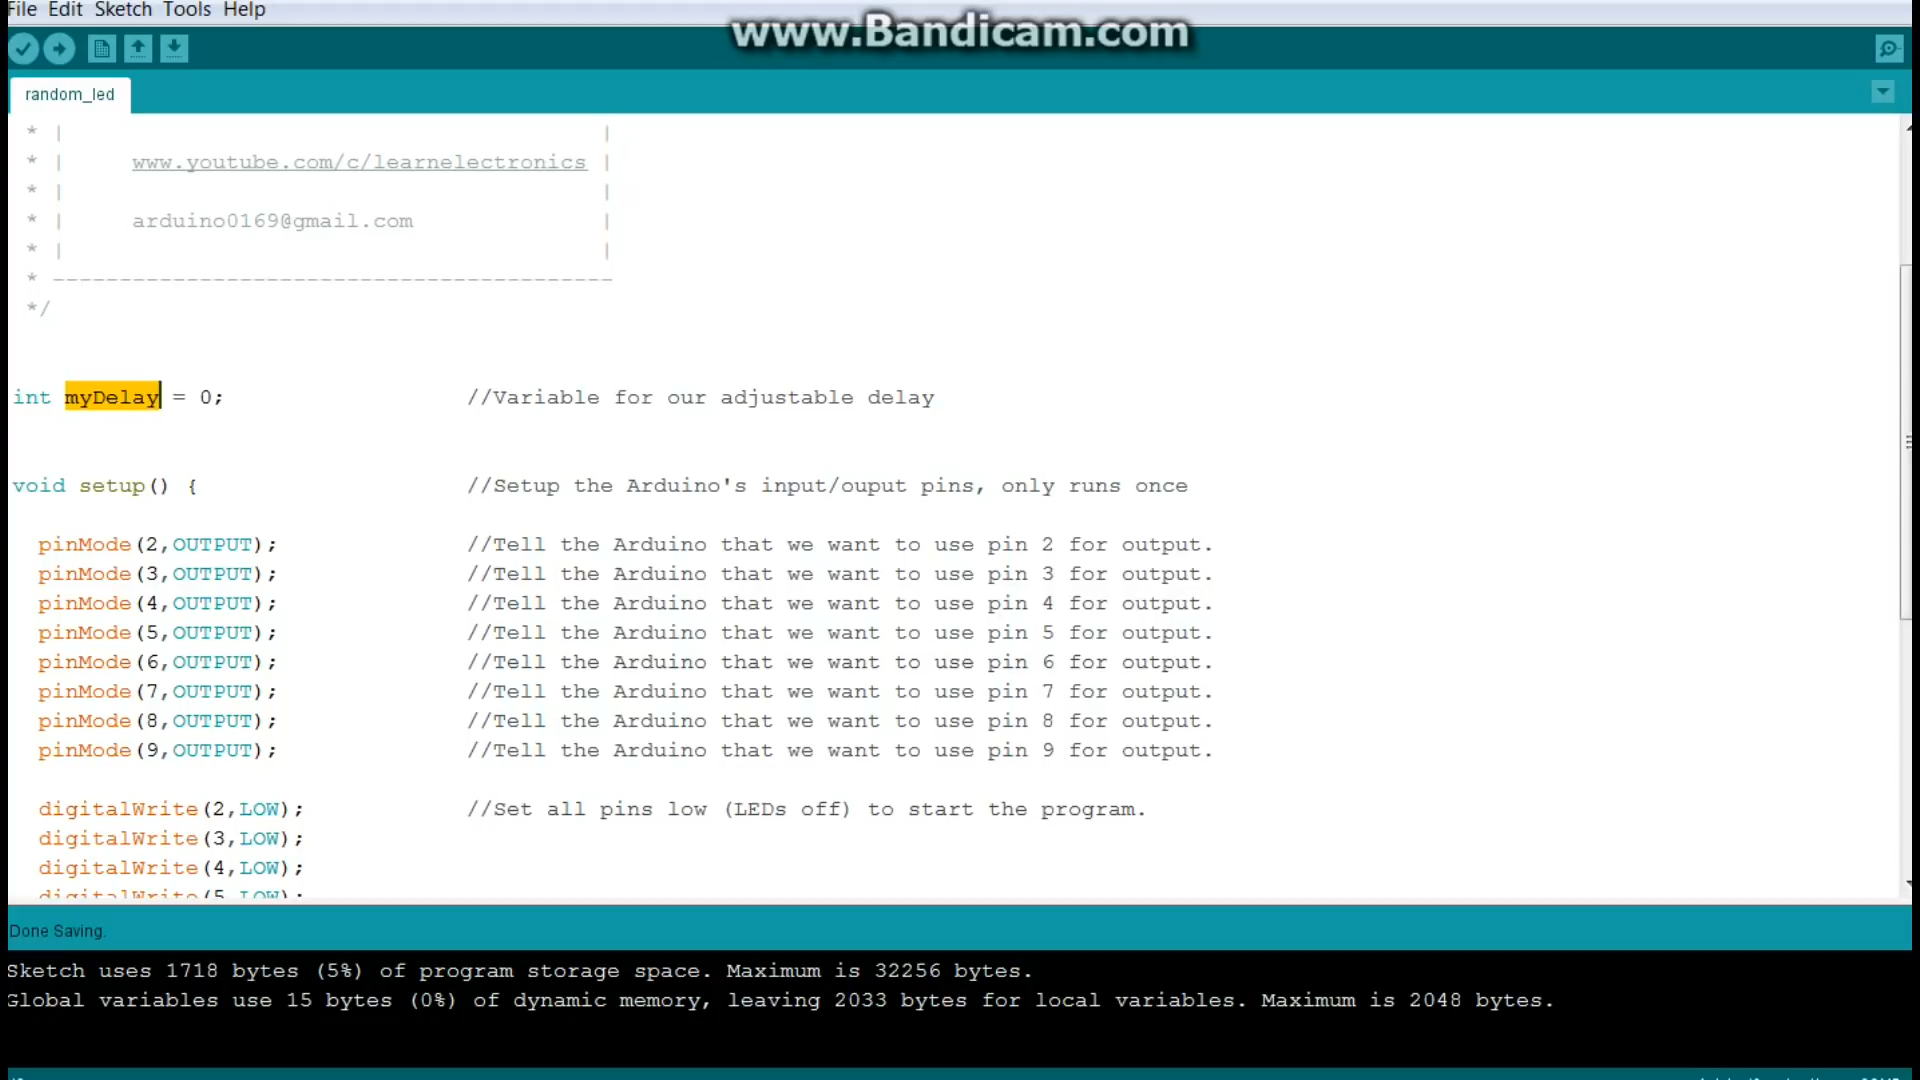 File Edit Sketch Tools Help
www.Bandicam.com
random_led
* | |
* | www.youtube.com/c/learnelectronics |
* | |
* | arduino0169@gmail.com |
* | |
* ------------------------------------------
*/
int myDelay = 0; //Variable for our adjustable delay
void setup() { //Setup the Arduino's input/ouput pins, only runs once
pinMode(2,OUTPUT); //Tell the Arduino that we want to use pin 2 for output.
pinMode(3,OUTPUT); //Tell the Arduino that we want to use pin 3 for output.
pinMode(4,OUTPUT); //Tell the Arduino that we want to use pin 4 for output.
pinMode(5,OUTPUT); //Tell the Arduino that we want to use pin 5 for output.
pinMode(6,OUTPUT); //Tell the Arduino that we want to use pin 6 for output.
pinMode(7,OUTPUT); //Tell the Arduino that we want to use pin 7 for output.
pinMode(8,OUTPUT); //Tell the Arduino that we want to use pin 8 for output.
pinMode(9,OUTPUT); //Tell the Arduino that we want to use pin 9 for output.
digitalWrite(2,LOW); //Set all pins low (LEDs off) to start the program.
digitalWrite(3,LOW);
digitalWrite(4,LOW);
digitalWrite(5,LOW);
Done Saving.
Sketch uses 1718 bytes (5%) of program storage space. Maximum is 32256 bytes.
Global variables use 15 bytes (0%) of dynamic memory, leaving 2033 bytes for local variables. Maximum is 2048 bytes.